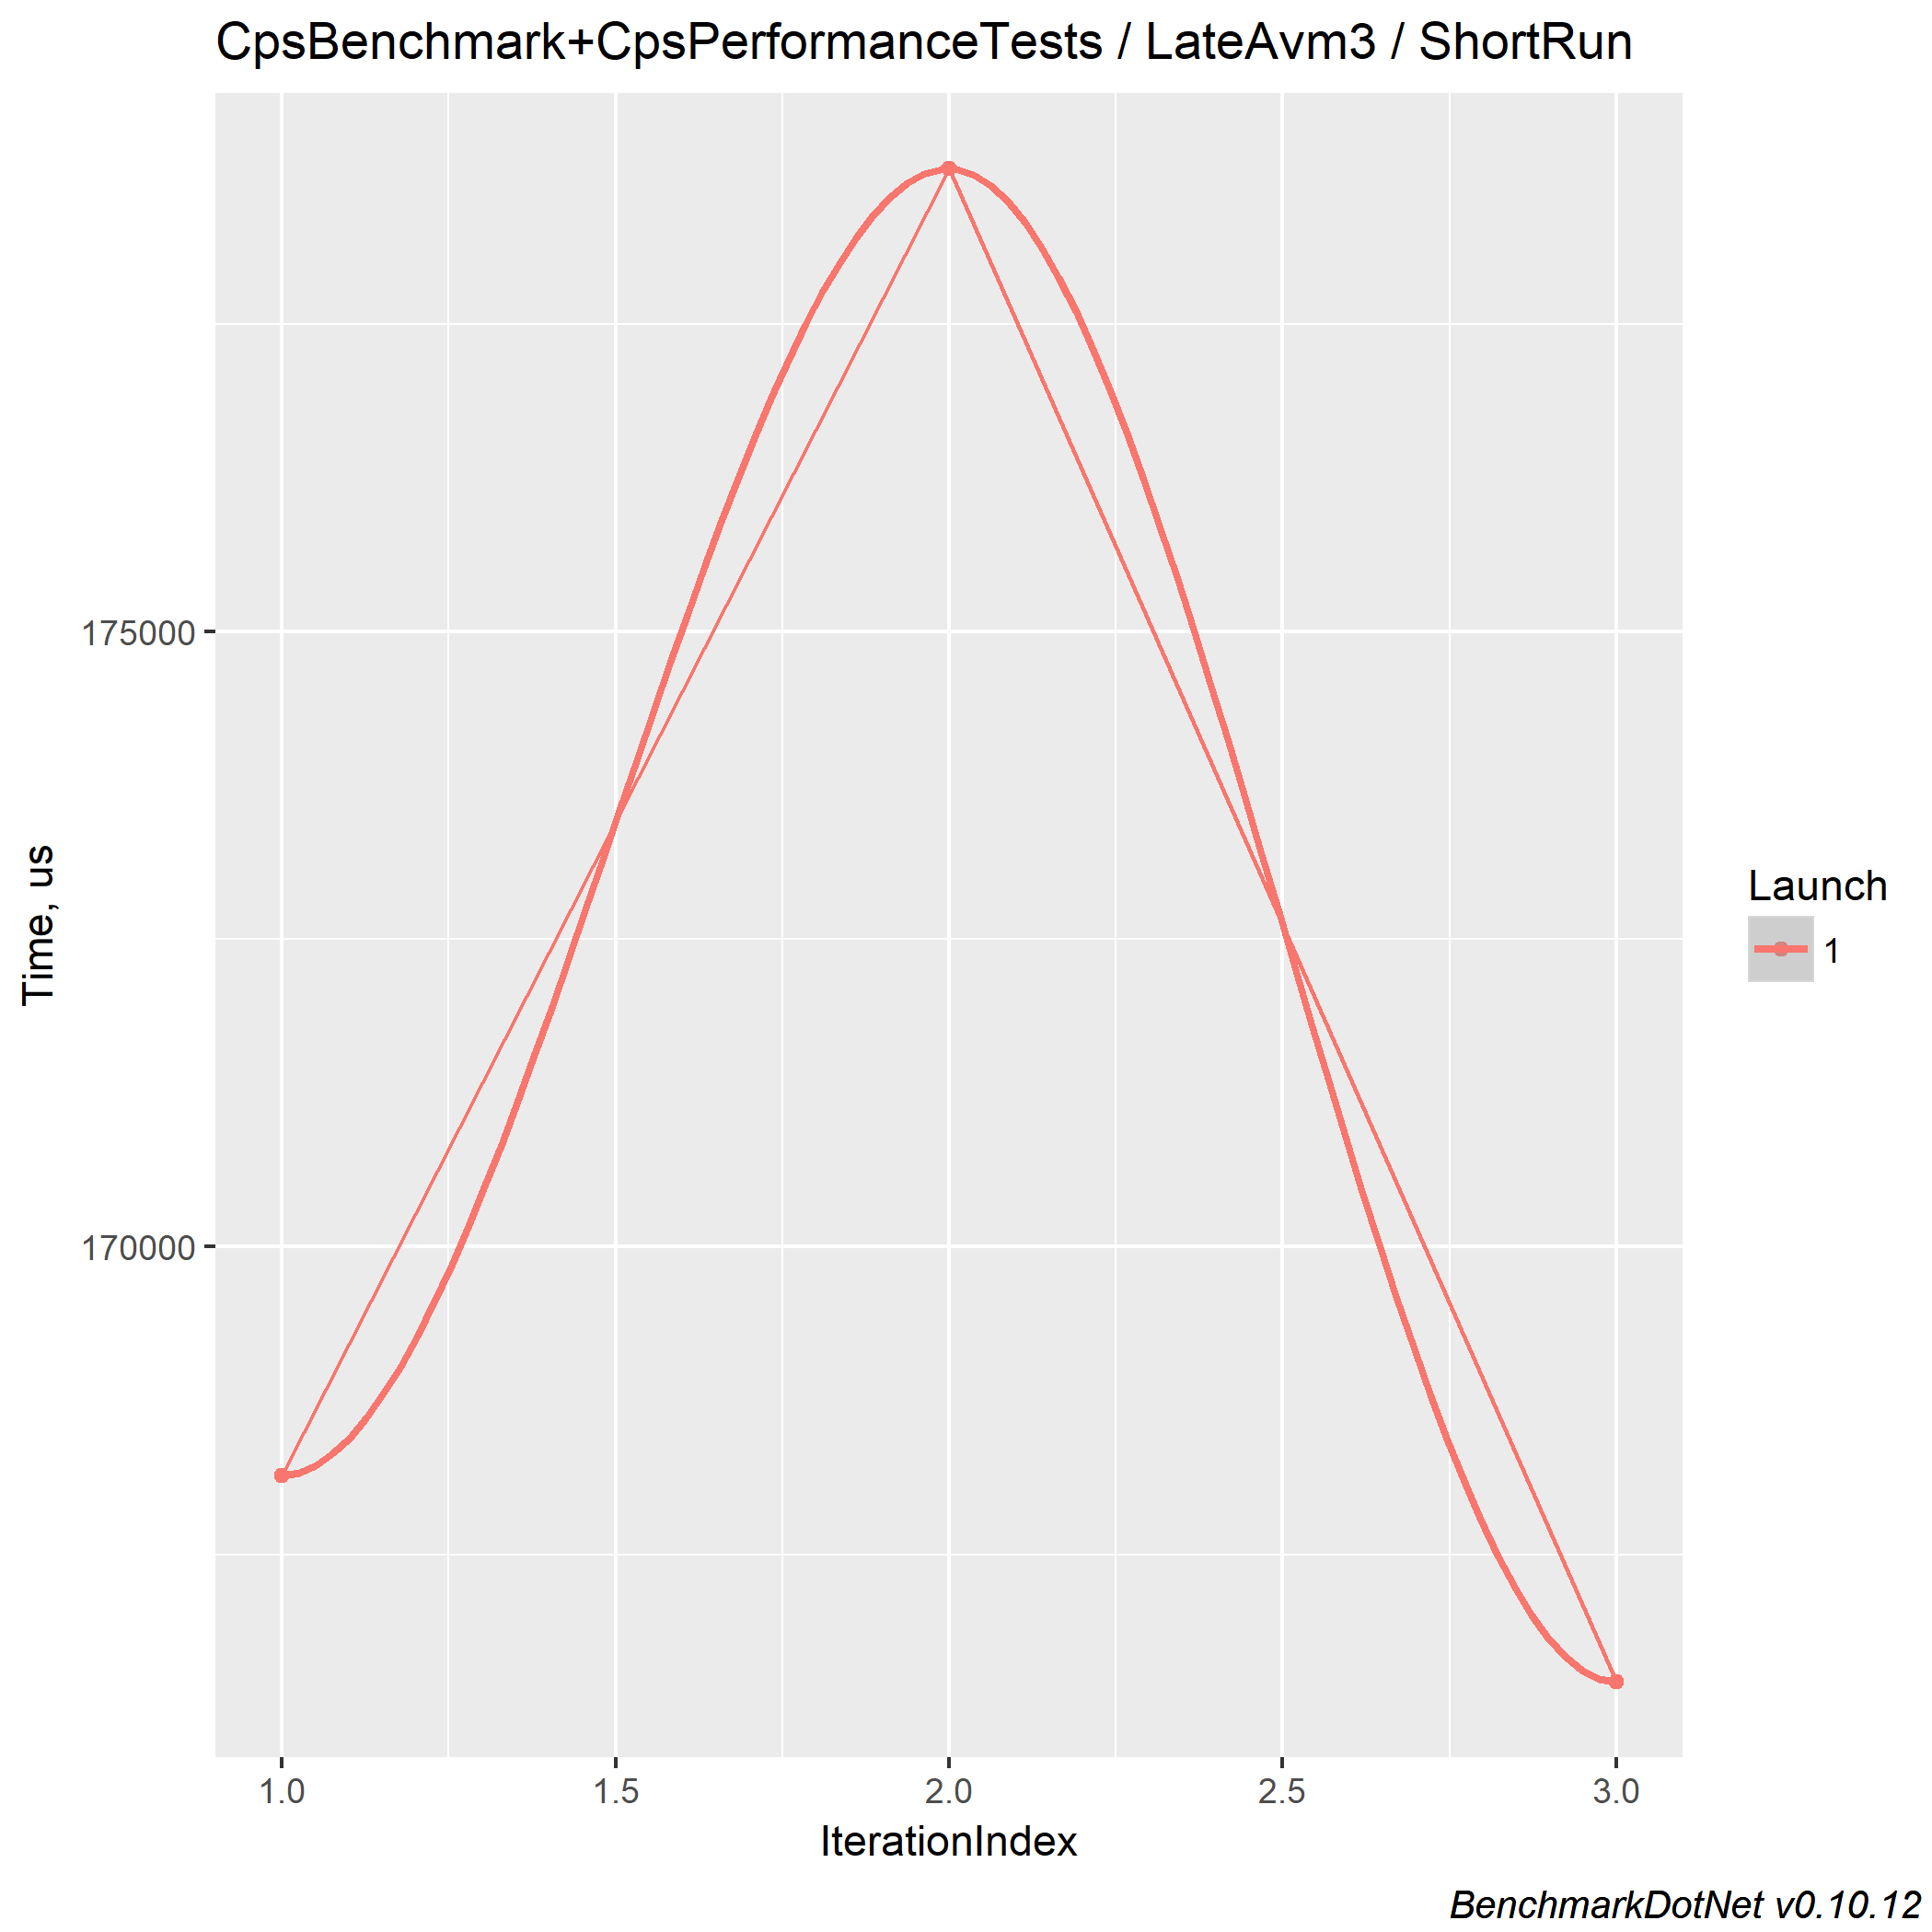 CpsBenchmark+CpsPerformanceTests / LateAvm3 / ShortRun
175000
170000
Time, us
1.0 1.5 2.0 2.5 3.0
IterationIndex
Launch
1
BenchmarkDotNet v0.10.12